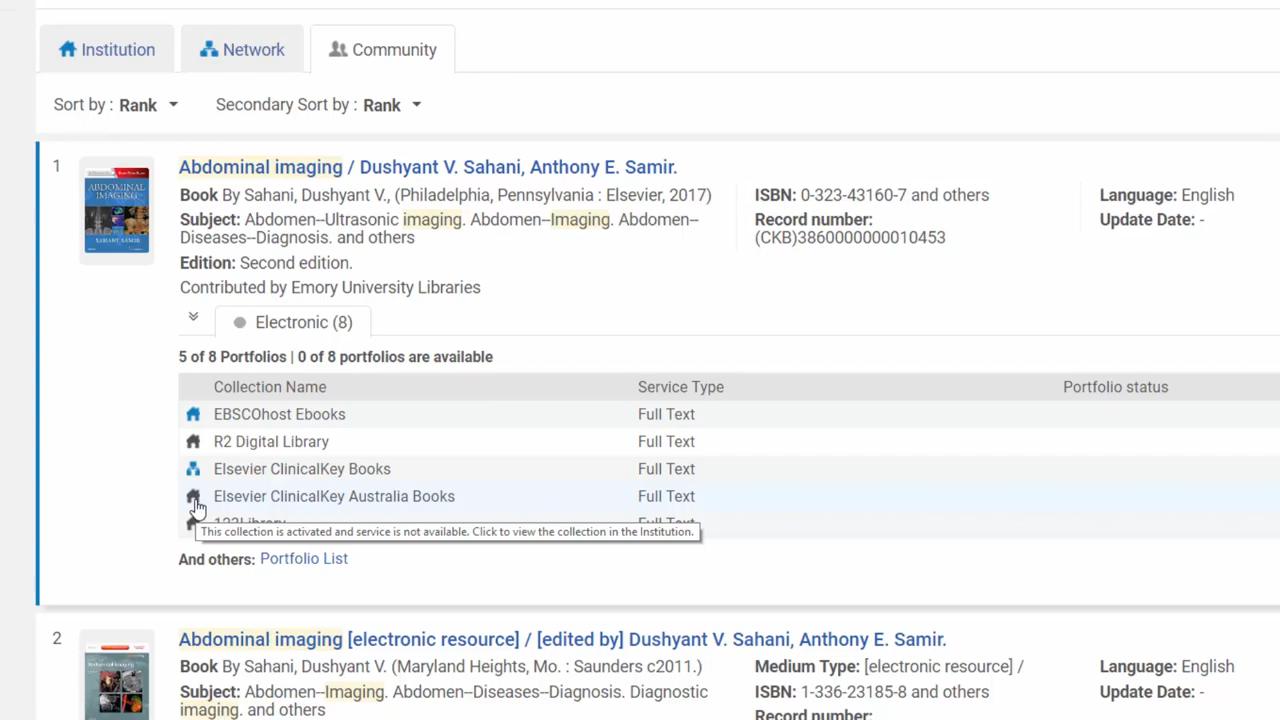 Institution Network Community
Sort by : Rank Secondary Sort by : Rank
1
ABDOMINAL
IMAGING
SAHANI SAMIR
Abdominal imaging / Dushyant V. Sahani, Anthony E. Samir.
Book By Sahani, Dushyant V., (Philadelphia, Pennsylvania : Elsevier, 2017)
Subject: Abdomen--Ultrasonic imaging. Abdomen--Imaging. Abdomen--
Diseases--Diagnosis. and others
Edition: Second edition.
Contributed by Emory University Libraries
ISBN: 0-323-43160-7 and others
Record number:
(CKB)3860000000010453
Language: English
Update Date: -
Electronic (8)
5 of 8 Portfolios | 0 of 8 portfolios are available
Collection Name Service Type Portfolio status
EBSCOhost Ebooks Full Text
R2 Digital Library Full Text
Elsevier ClinicalKey Books Full Text
Elsevier ClinicalKey Australia Books Full Text
123Library Full Text
This collection is activated and service is not available. Click to view the collection in the Institution.
And others: Portfolio List
2
Abdominal imaging [electronic resource] / [edited by] Dushyant V. Sahani, Anthony E. Samir.
Book By Sahani, Dushyant V. (Maryland Heights, Mo. : Saunders c2011.)
Subject: Abdomen--Imaging. Abdomen--Diseases--Diagnosis. Diagnostic
imaging. and others
Medium Type: [electronic resource] /
ISBN: 1-336-23185-8 and others
Record number:
Language: English
Update Date: -